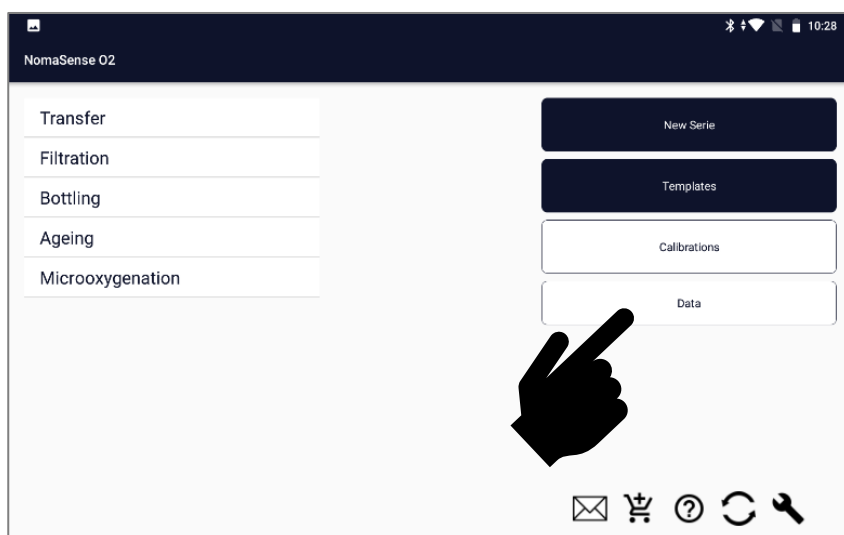 10:28
NomaSense O2
Transfer
Filtration
Bottling
Ageing
Microoxygenation
New Serie
Templates
Calibrations
Data